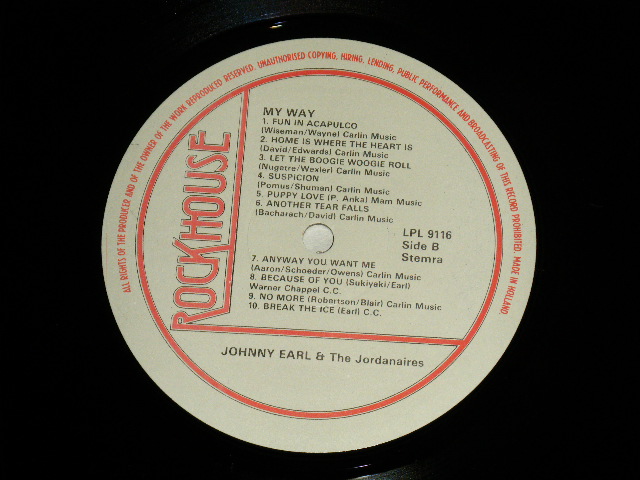 ALL RIGHTS OF THE PRODUCER AND OF THE OWNER OF THE WORK REPRODUCED RESERVED. UNAUTHORISED COPYING, HIRING, LENDING, PUBLIC PERFORMANCE AND BROADCASTING OF THIS RECORD PROHIBITED. MADE IN HOLLAND.
ROCKHOUSE
MY WAY
1. FUN IN ACAPULCO
(Wiseman/Wayne) Carlin Music
2. HOME IS WHERE THE HEART IS
(David/Edwards) Carlin Music
3. LET THE BOOGIE WOOGIE ROLL
(Nugetre/Wexler) Carlin Music
4. SUSPICION
(Pomus/Shuman) Carlin Music
5. PUPPY LOVE (P. Anka) Mam Music
6. ANOTHER TEAR FALLS
(Bacharach/David) Carlin Music
LPL 9116
Side B
Stemra
7. ANYWAY YOU WANT ME
(Aaron/Schoeder/Owens) Carlin Music
8. BECAUSE OF YOU (Sukiyaki/Earl)
Warner Chappel C.C.
9. NO MORE (Robertson/Blair) Carlin Music
10. BREAK THE ICE (Earl) C.C.
JOHNNY EARL & The Jordanaires